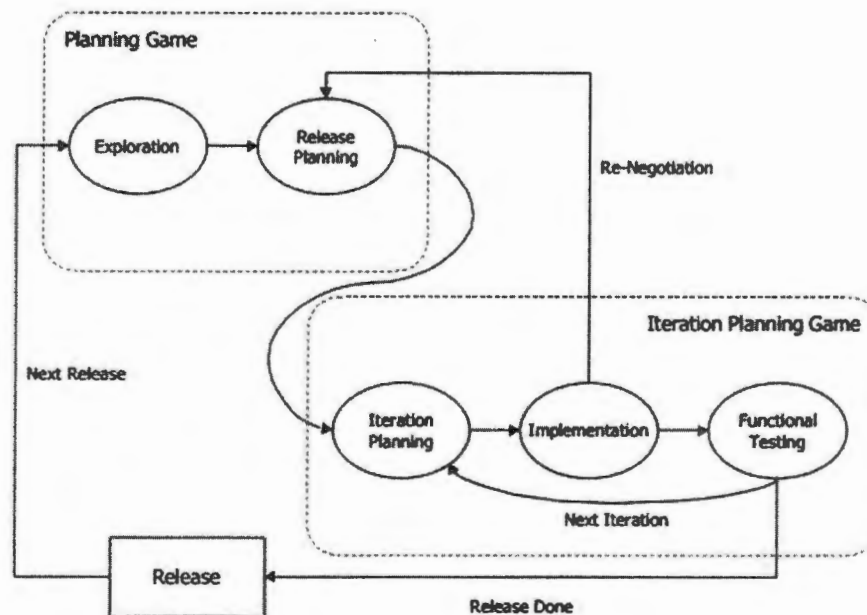 Planning Game
Exploration
Release
Planning
Re-Negotiation
Iteration Planning Game
Next Release
Iteration
Planning
Implementation
Functional
Testing
Next Iteration
Release
Release Done